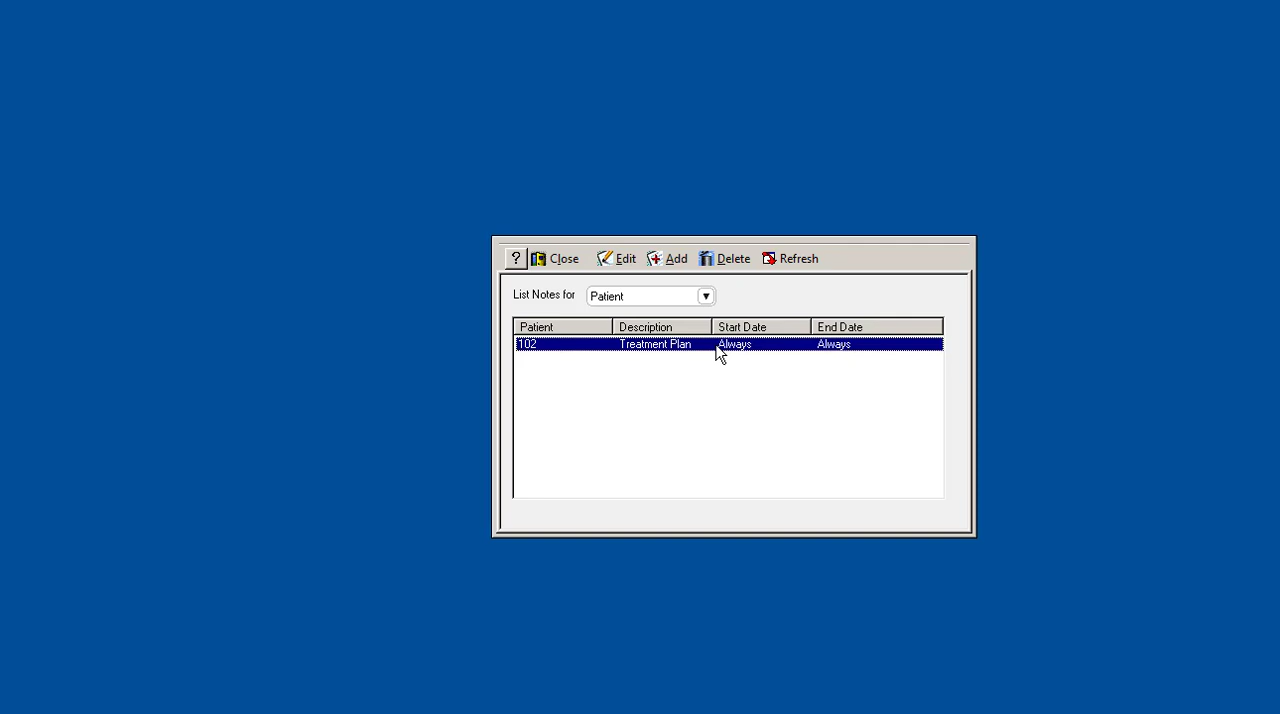 ? Close Edit Add Delete Refresh
List Notes for Patient
Patient Description Start Date End Date
102 Treatment Plan Always Always